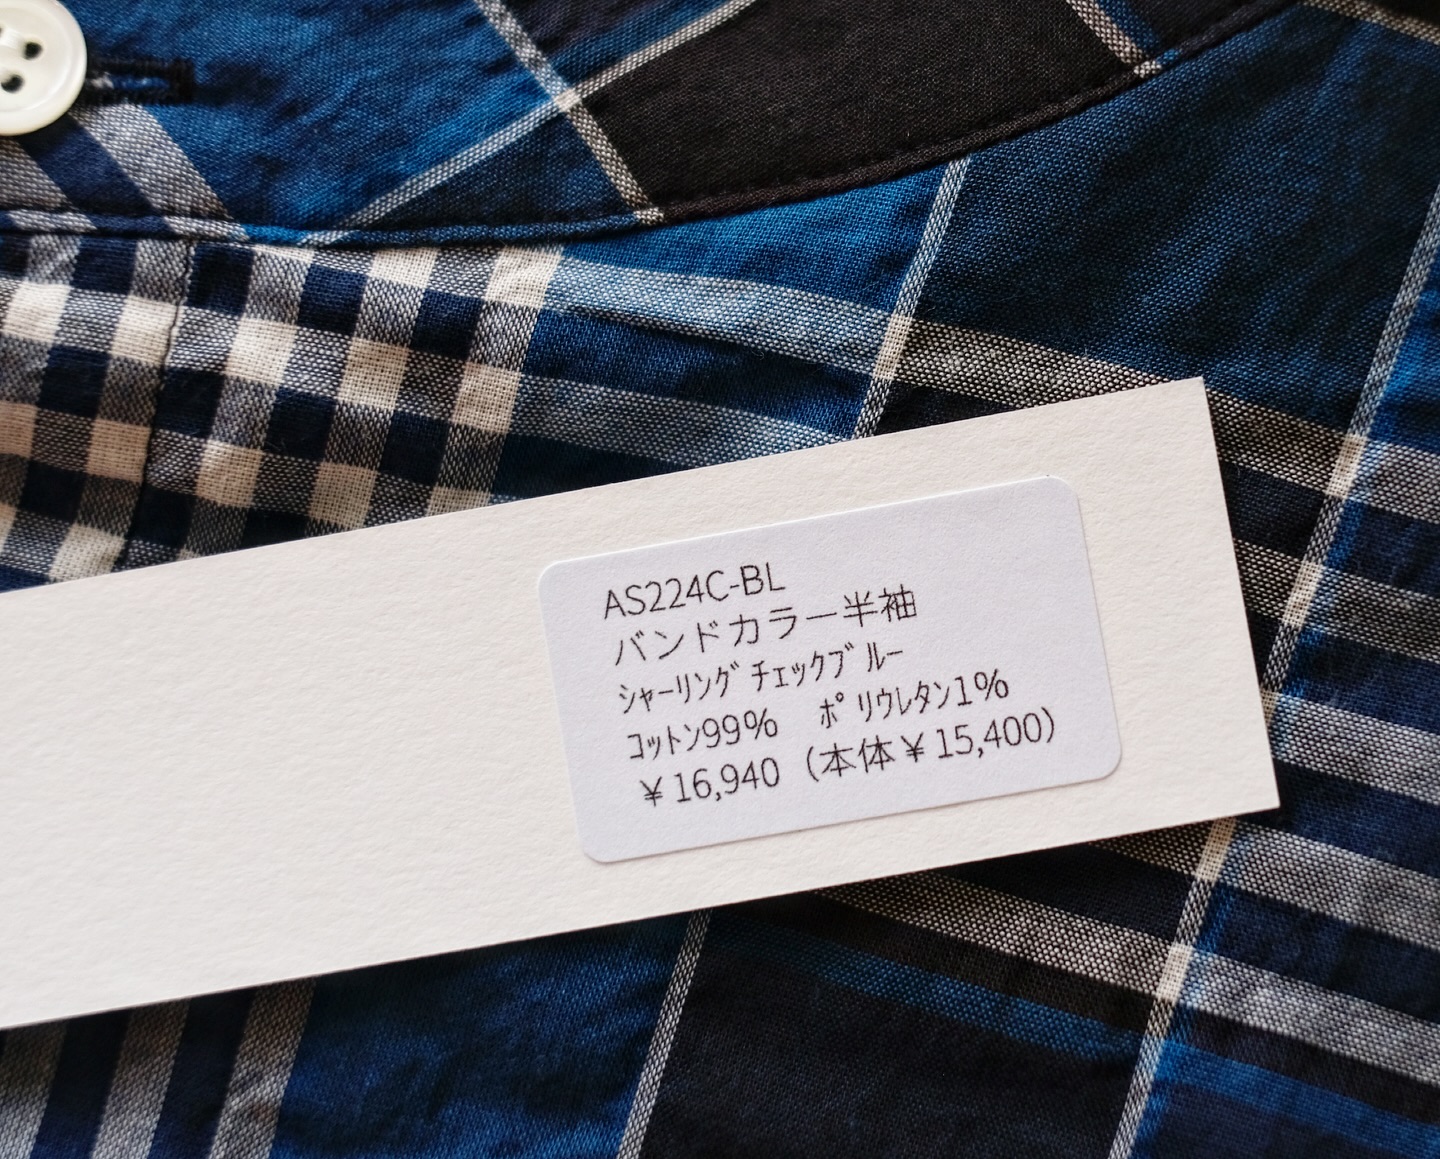 AS224C-BL
バンドカラー半袖
ｼｬｰﾘﾝｸﾞﾁｪｯｸﾌﾞﾙｰ
ｺｯﾄﾝ99%　ﾎﾟﾘｳﾚﾀﾝ1%
￥16,940（本体￥15,400）